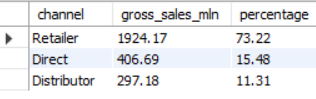 channel gross_sales_mln percentage
Retailer 1924.17 73.22
Direct 406.69 15.48
Distributor 297.18 11.31